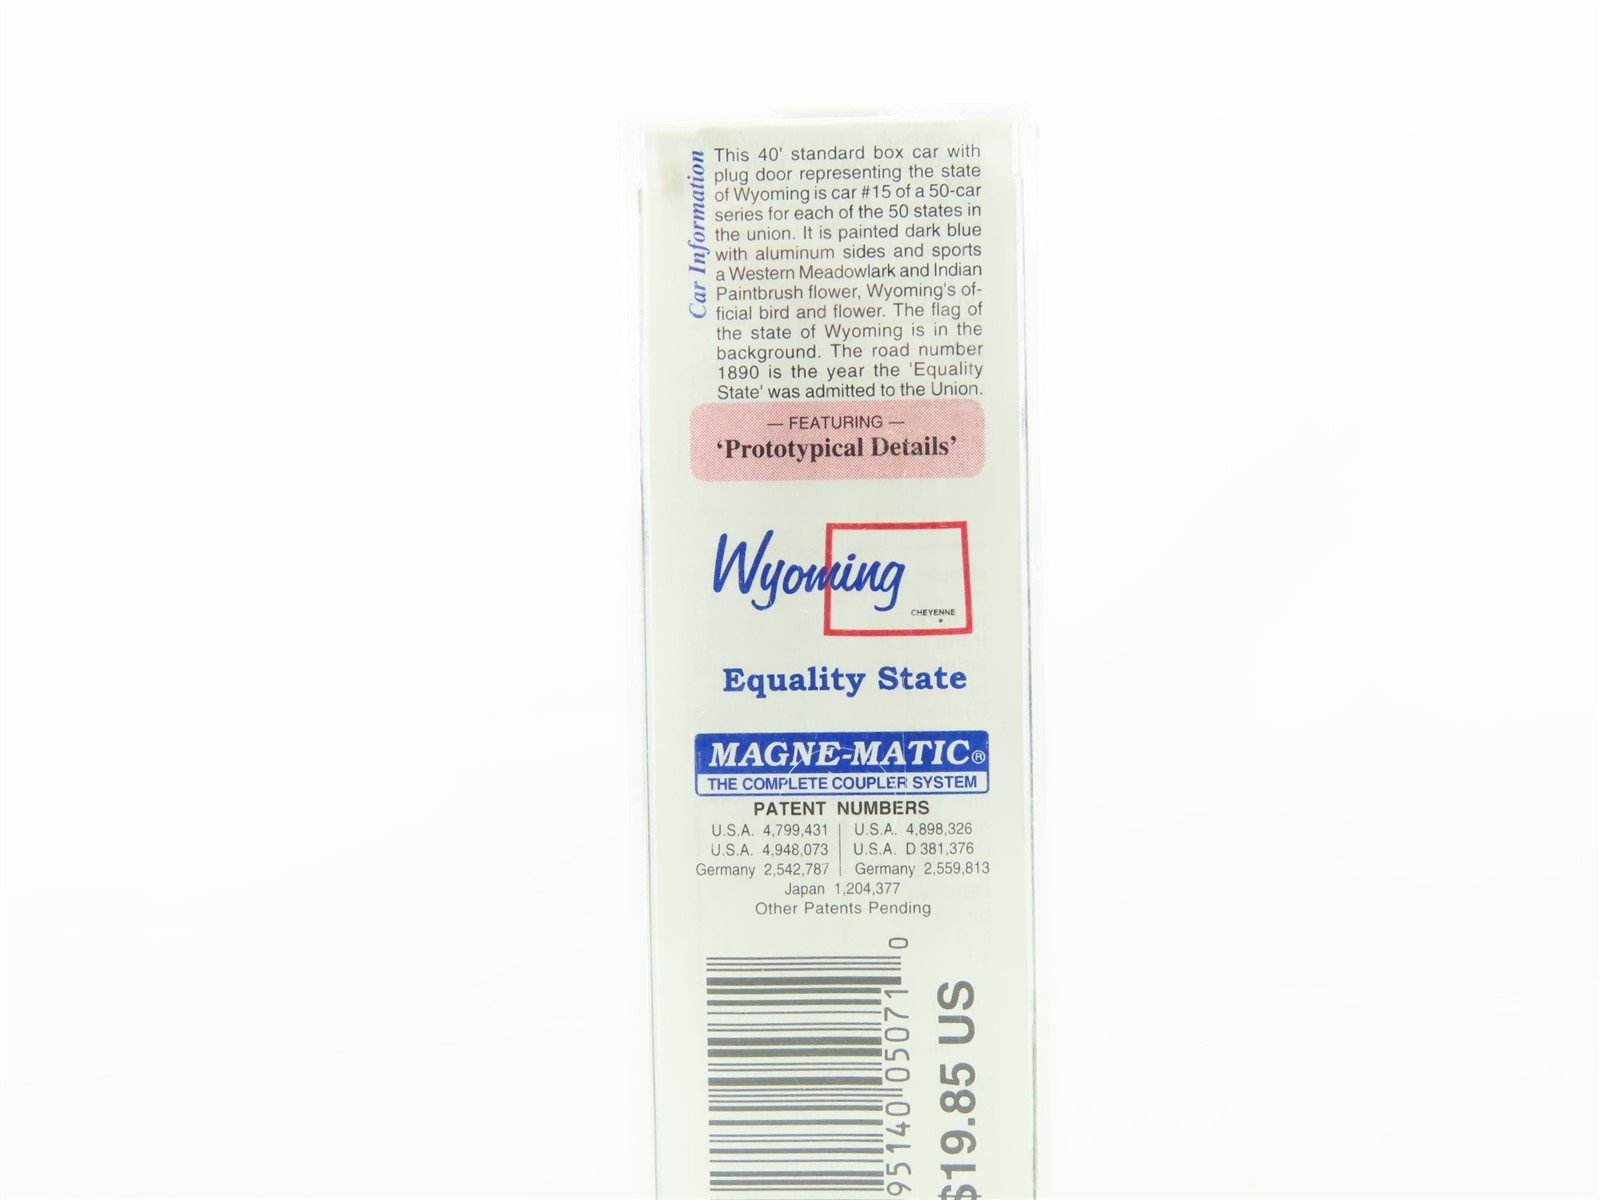 Car Information
This 40' standard box car with
plug door representing the state
of Wyoming is car #15 of a 50-car
series for each of the 50 states in
the union. It is painted dark blue
with aluminum sides and sports
a Western Meadowlark and Indian
Paintbrush flower, Wyoming's of-
ficial bird and flower. The flag of
the state of Wyoming is in the
background. The road number
1890 is the year the 'Equality
State' was admitted to the Union.
— FEATURING —
'Prototypical Details'
Wyoming
CHEYENNE
*
Equality State
MAGNE-MATIC®
THE COMPLETE COUPLER SYSTEM
PATENT NUMBERS
U.S.A. 4,799,431 | U.S.A. 4,898,326
U.S.A. 4,948,073 | U.S.A. D 381,376
Germany 2,542,787 | Germany 2,559,813
Japan 1,204,377
Other Patents Pending
95140 05071 0
$19.85 US